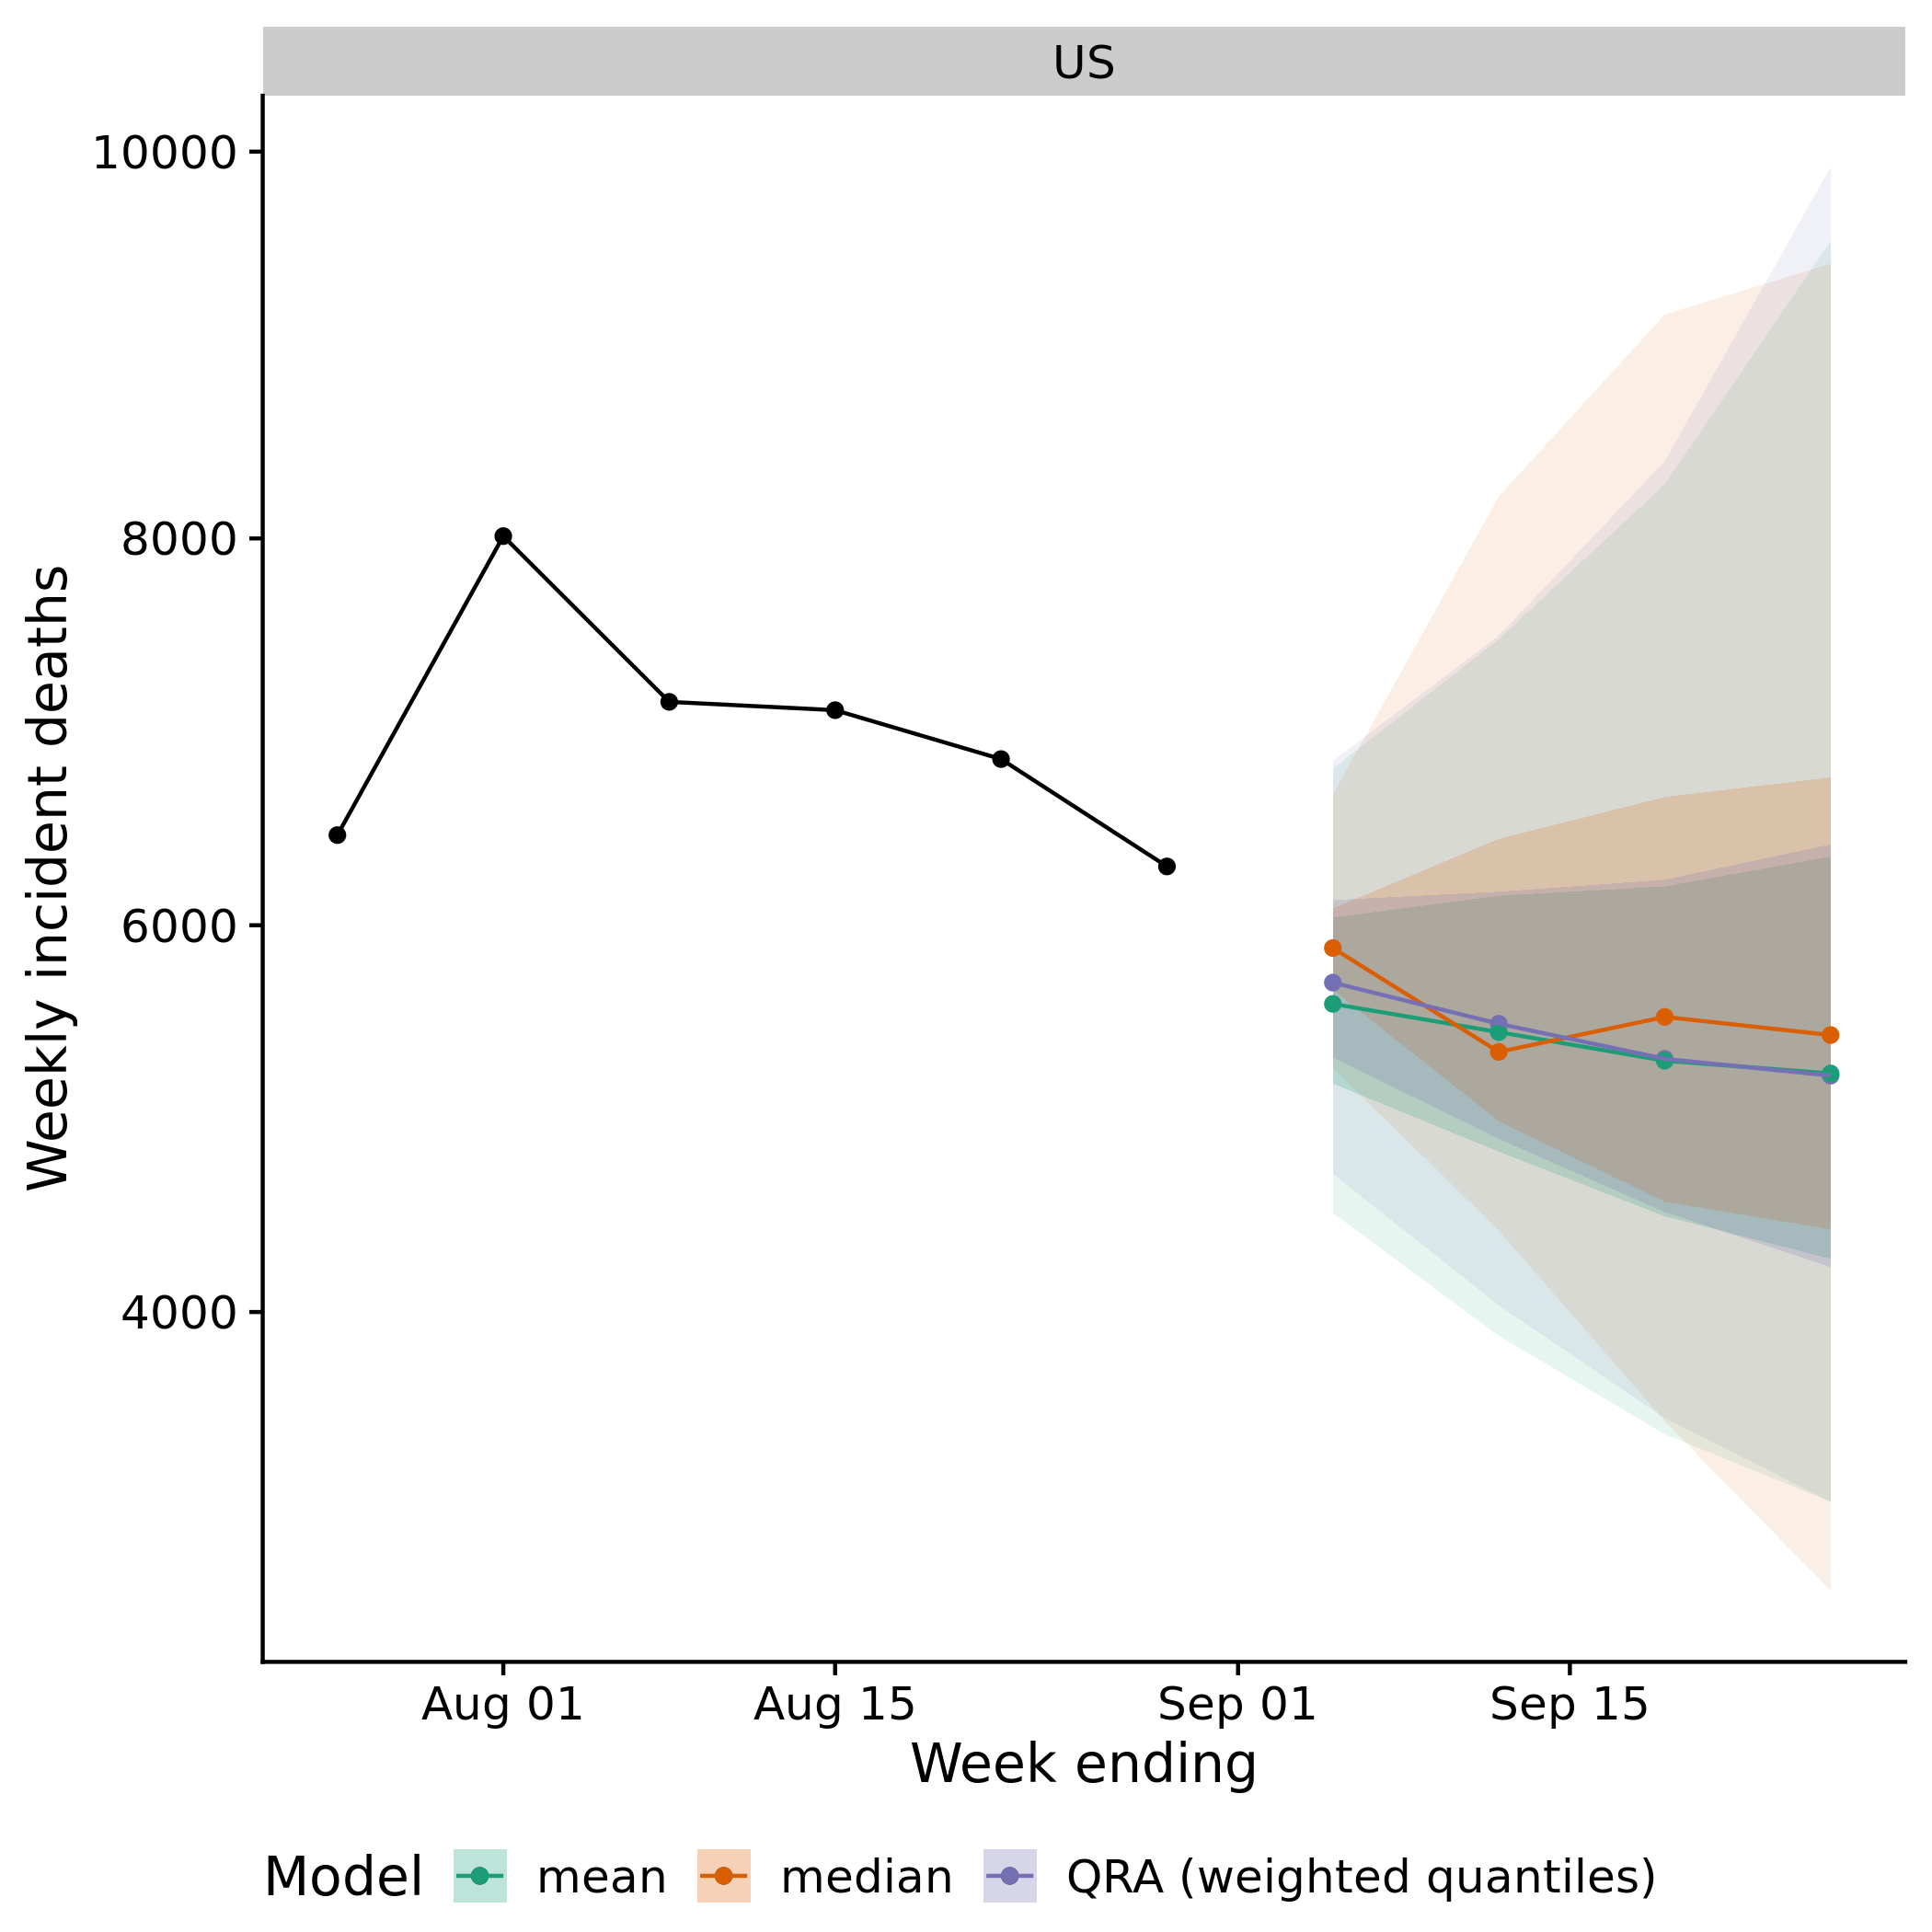 US
10000
8000
6000
4000
Weekly incident deaths
Aug 01 Aug 15 Sep 01 Sep 15
Week ending
Model mean median QRA (weighted quantiles)